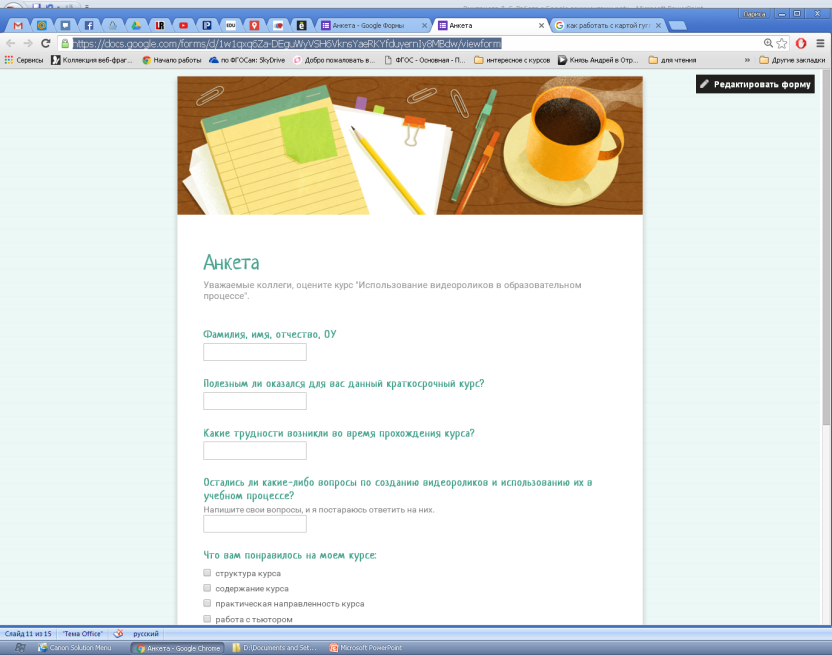 Лариса
Анкета - Google Формы
Анкета
как работать с картой гуг
https://docs.google.com/forms/d/
/viewform
Сервисы
Коллекция веб-фраг...
Начало работы
по ФГОСам: SkyDrive
Добро пожаловать в...
ФГОС - Основная - П...
интересное с курсов
Князь Андрей в Отр...
для чтения
»
Другие закладки
Редактировать форму
Анкета
Уважаемые коллеги, оцените курс "Использование видеороликов в образовательном
процессе".
Фамилия, имя, отчество, ОУ
Полезным ли оказался для вас данный краткосрочный курс?
Какие трудности возникли во время прохождения курса?
Остались ли какие-либо вопросы по созданию видеороликов и использованию их в
учебном процессе?
Напишите свои вопросы, и я постараюсь ответить на них.
Что вам понравилось на моем курсе:
структура курса
содержание курса
практическая направленность курса
работа с тьютором
Слайд 11 из 15
"Тема Office"
русский
Canon Solution Menu
Анкета - Google Chrome
D:\Documents and Set...
Microsoft PowerPoint